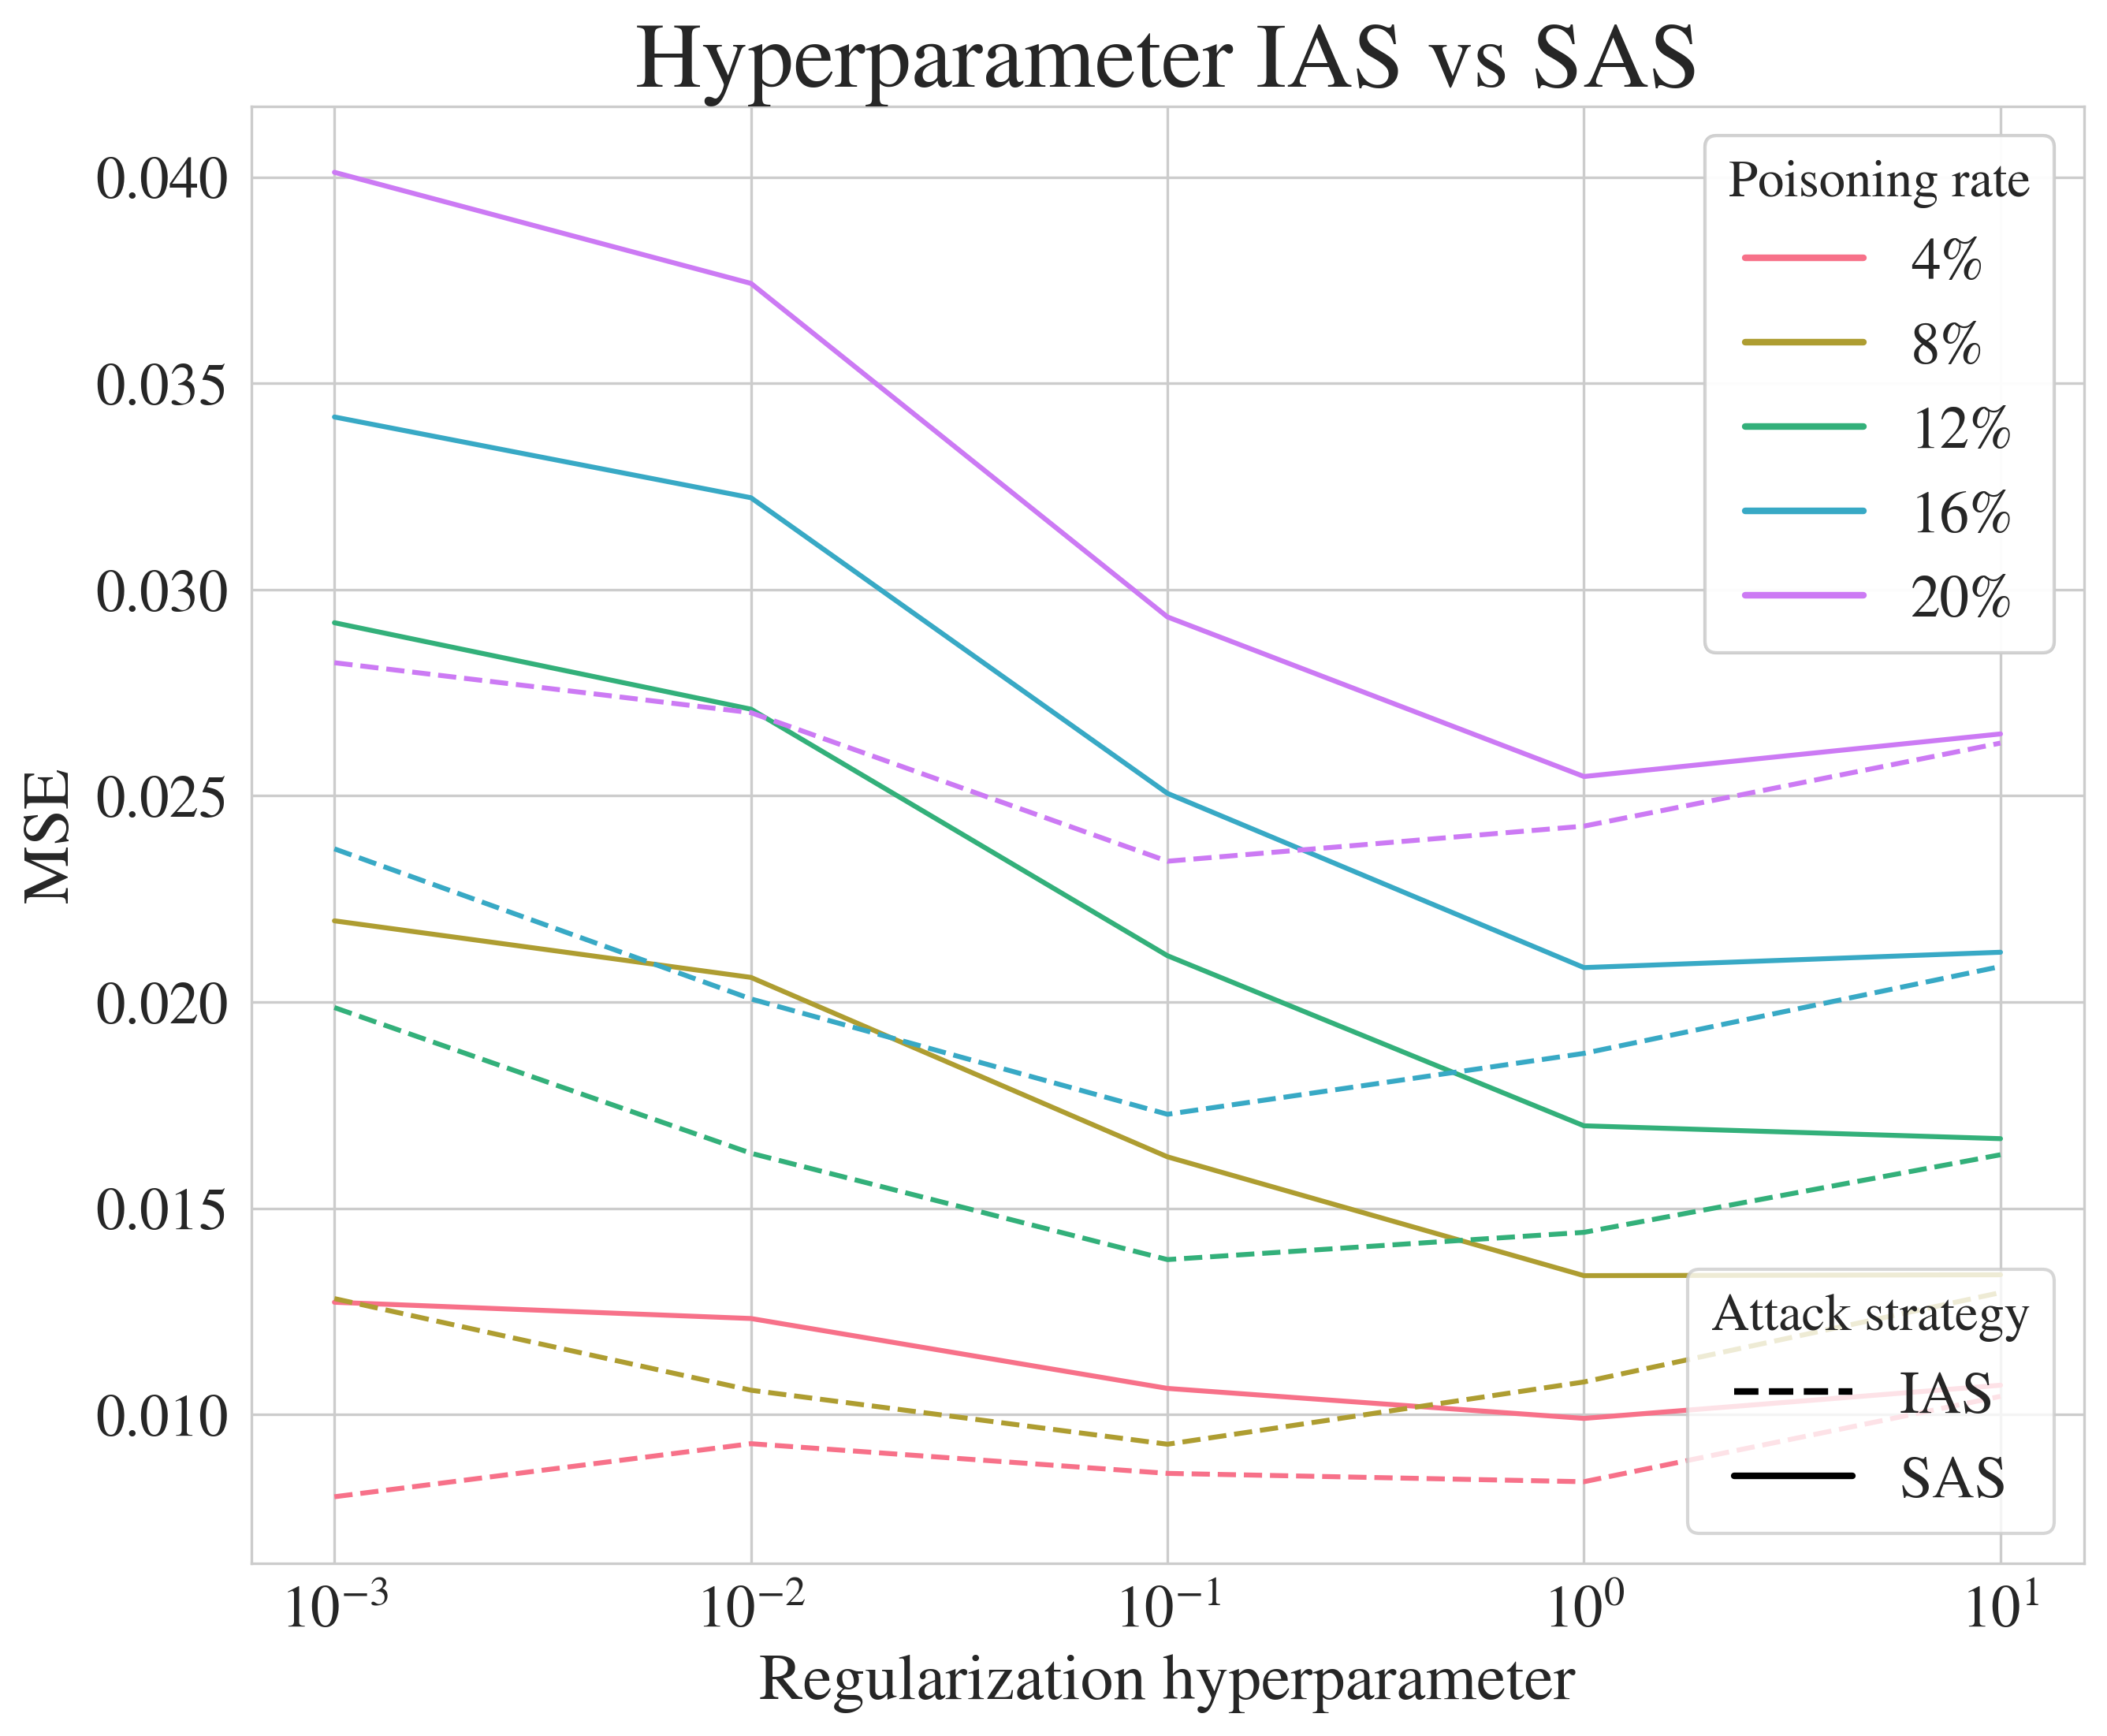 Hyperparameter IAS vs SAS
0.040
0.035
0.030
0.025
0.020
0.015
0.010
MSE
Poisoning rate
4%
8%
12%
16%
20%
Attack strategy
IAS
SAS
10⁻³ 10⁻² 10⁻¹ 10⁰ 10¹
Regularization hyperparameter